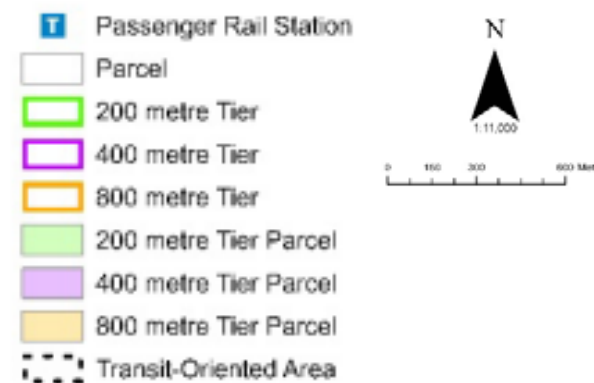 T Passenger Rail Station
Parcel
200 metre Tier
400 metre Tier
800 metre Tier
200 metre Tier Parcel
400 metre Tier Parcel
800 metre Tier Parcel
Transit-Oriented Area
N
1:11,000
0 150 300 600 Met